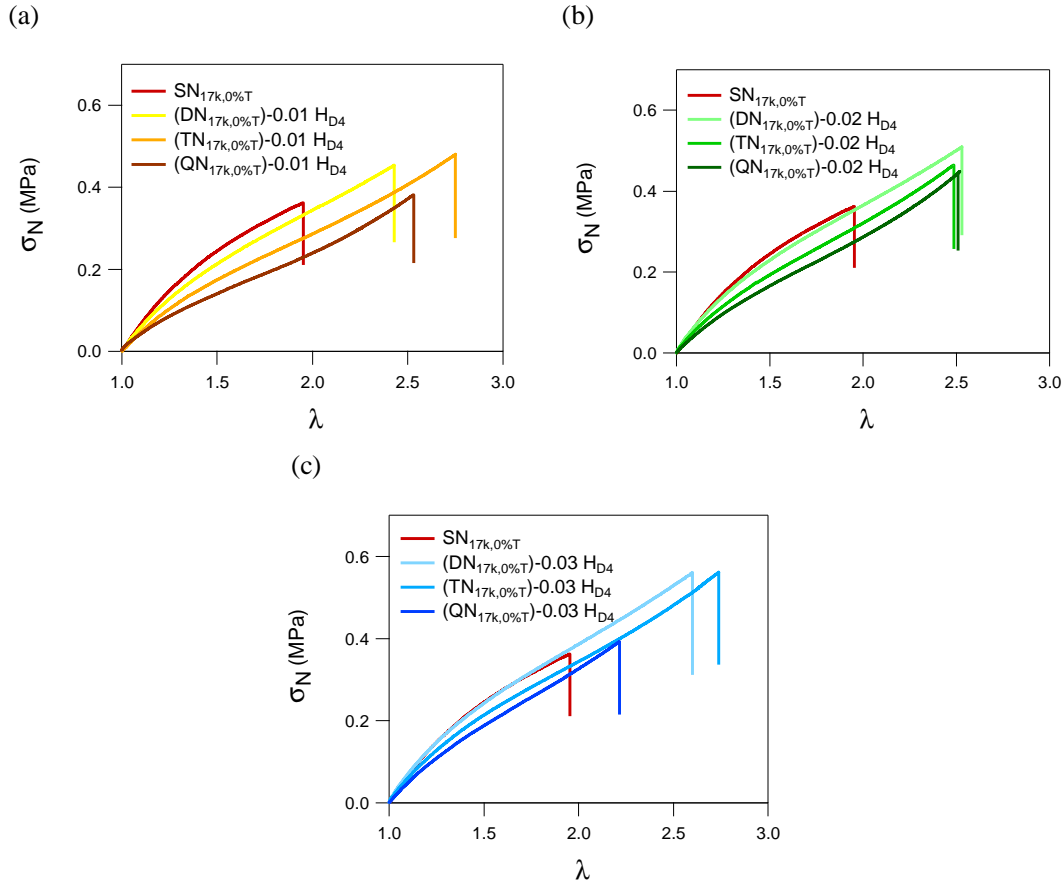 (a)
0.6
0.4
0.2
0.0
σN (MPa)
SN17k,0%T
(DN17k,0%T)-0.01 HD4
(TN17k,0%T)-0.01 HD4
(QN17k,0%T)-0.01 HD4
1.0 1.5 2.0 2.5 3.0
λ
(b)
0.6
0.4
0.2
0.0
σN (MPa)
SN17k,0%T
(DN17k,0%T)-0.02 HD4
(TN17k,0%T)-0.02 HD4
(QN17k,0%T)-0.02 HD4
1.0 1.5 2.0 2.5 3.0
λ
(c)
0.6
0.4
0.2
0.0
σN (MPa)
SN17k,0%T
(DN17k,0%T)-0.03 HD4
(TN17k,0%T)-0.03 HD4
(QN17k,0%T)-0.03 HD4
1.0 1.5 2.0 2.5 3.0
λ